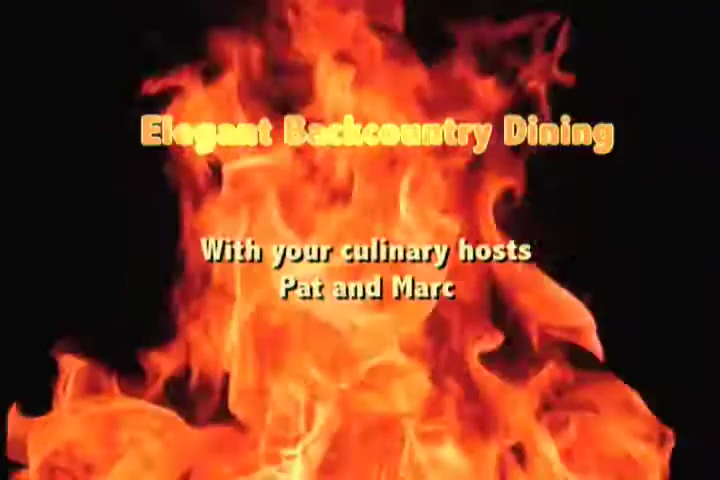 Elegant Backcountry Dining
With your culinary hosts
Pat and Marc